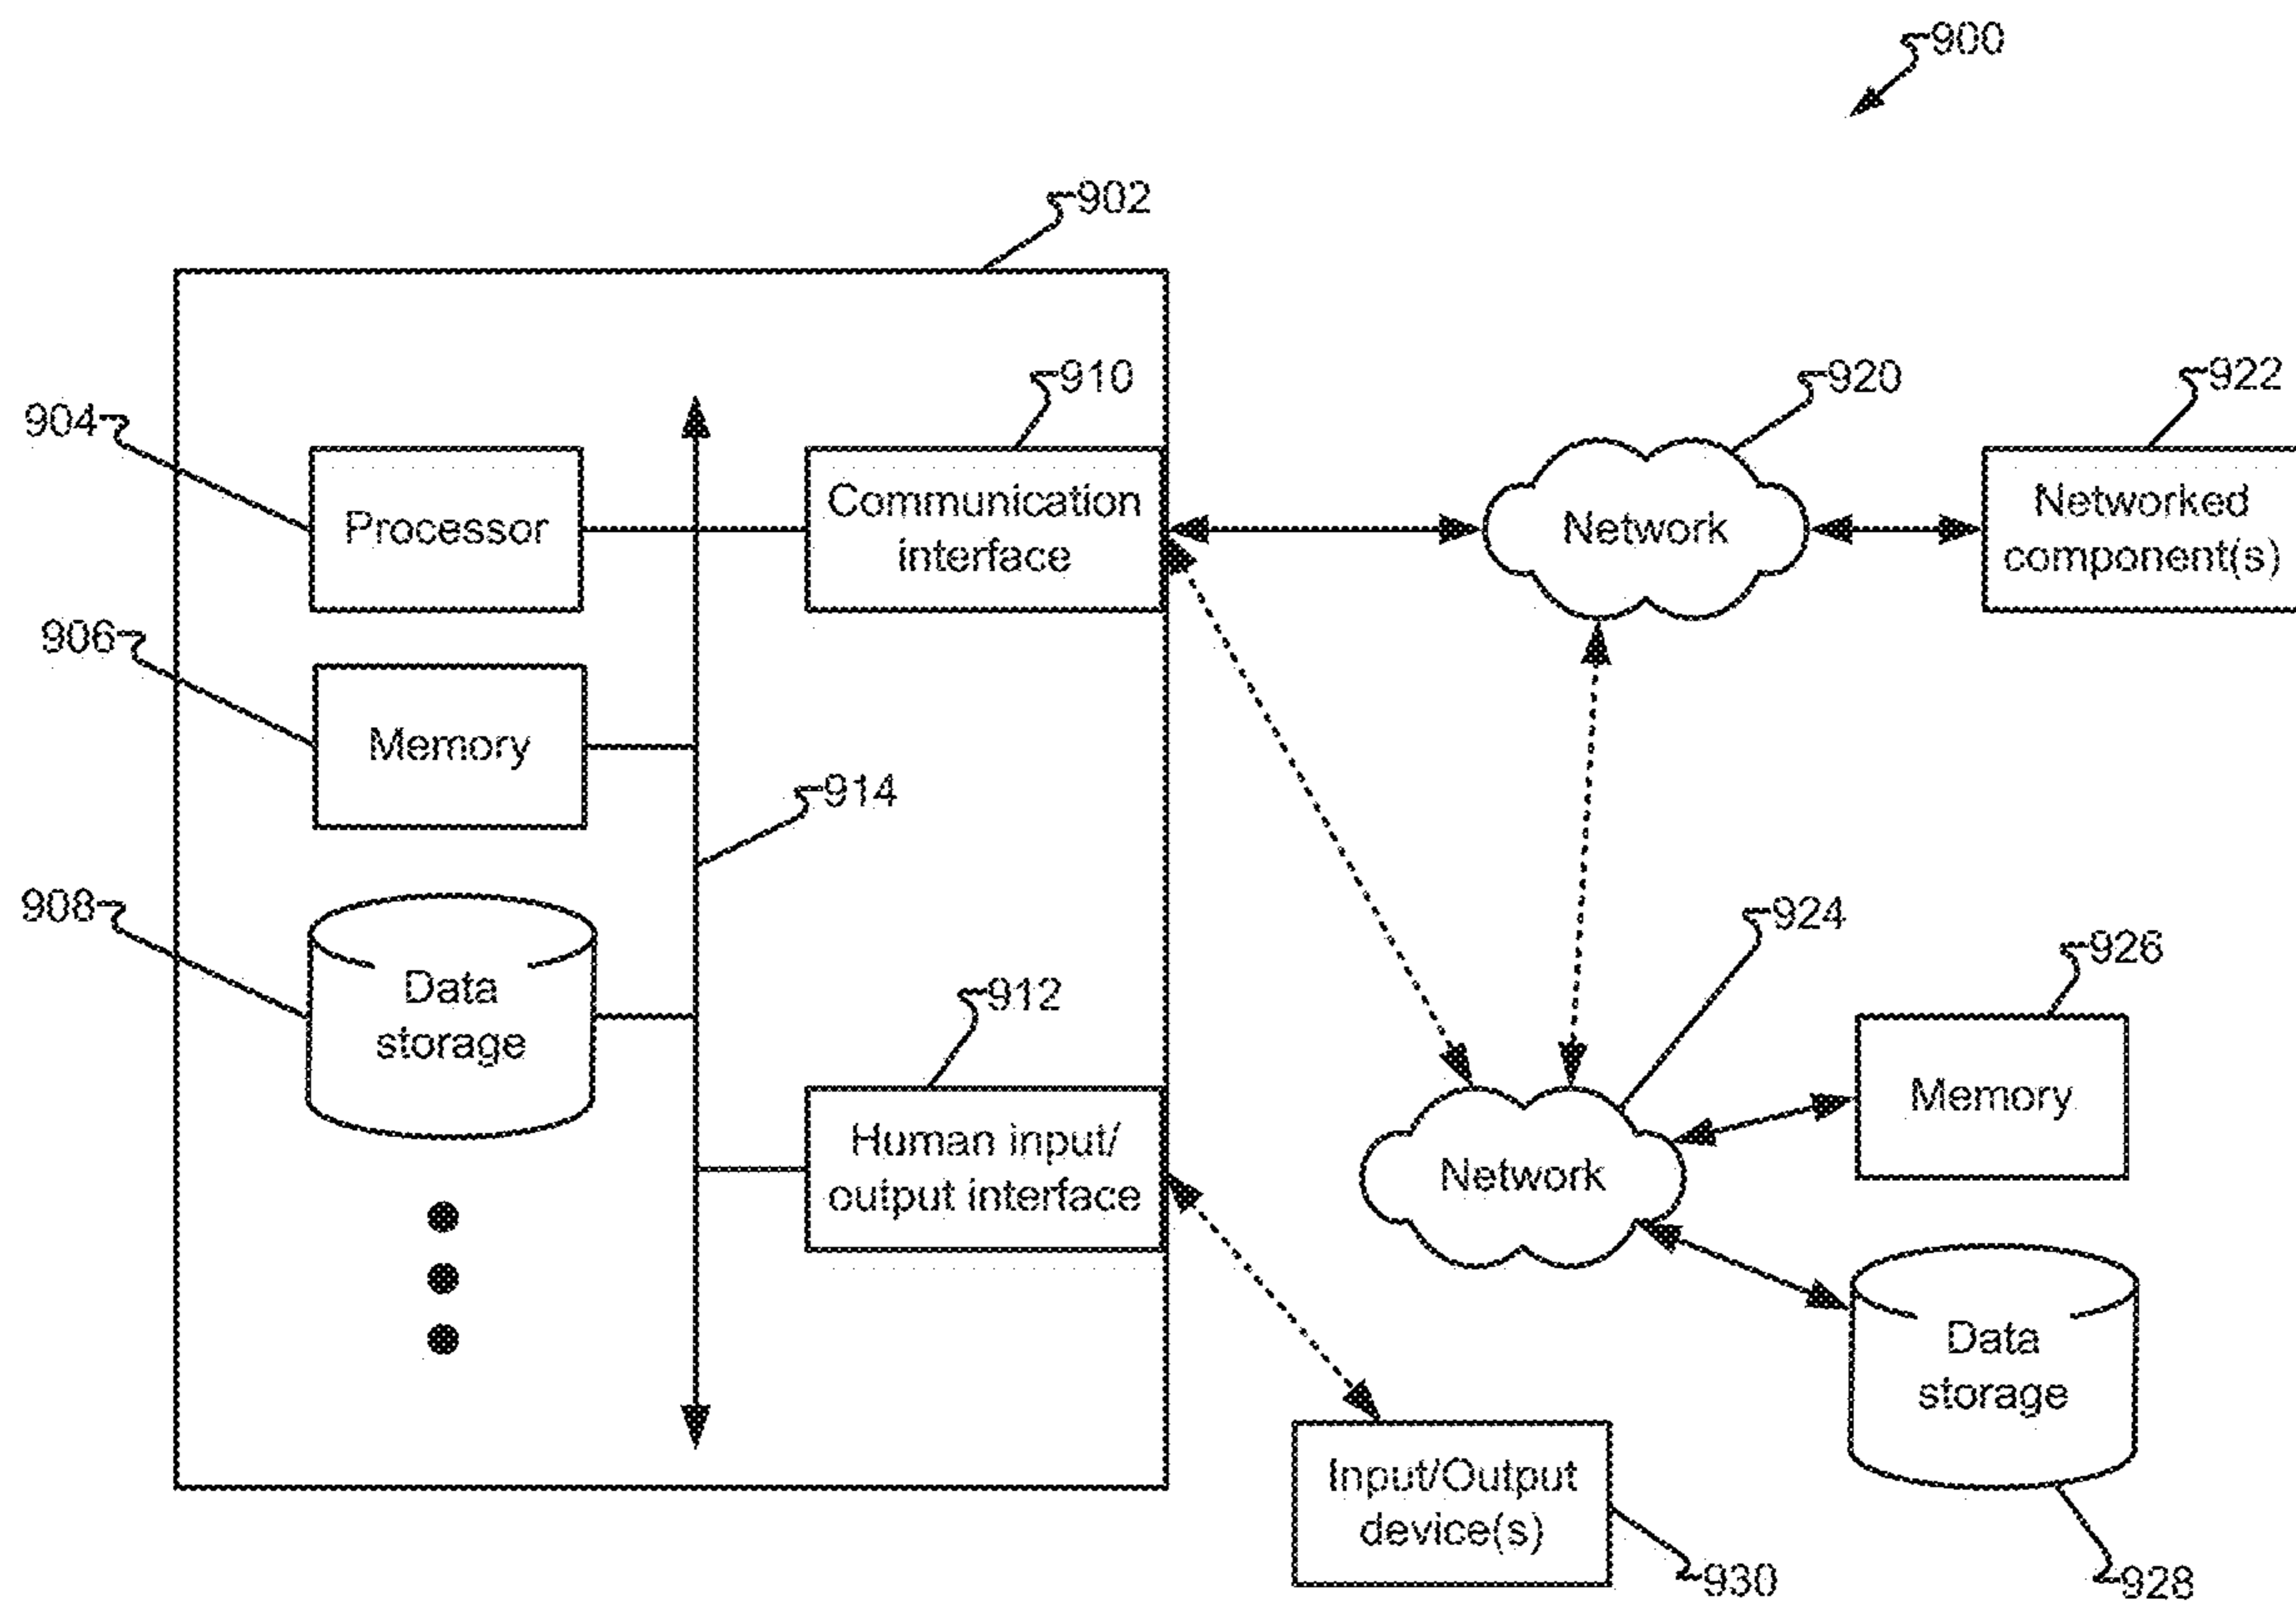 900
902
910
920
922
904
Processor
Communication
interface
Network
Networked
component(s)
906
Memory
914
908
Data
storage
912
Human input/
output interface
924
926
Network
Memory
Data
storage
Input/Output
device(s)
930
928